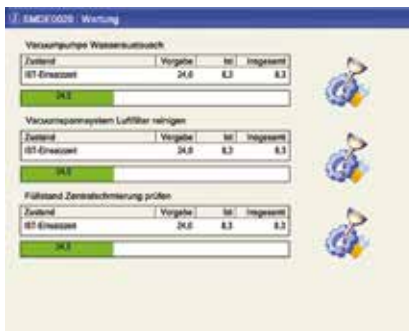 SMDE0028 Wartung
Vacuumpumpe Wasseraustausch
Zustand Vorgabe Ist Insgesamt
IST-Einsatzzeit 24,0 8,3 8,3
24,0
Vacuumspannsystem Luftfilter reinigen
Zustand Vorgabe Ist Insgesamt
IST-Einsatzzeit 24,0 8,3 8,3
24,0
Füllstand Zentralschmierung prüfen
Zustand Vorgabe Ist Insgesamt
IST-Einsatzzeit 24,0 8,3 8,3
24,0